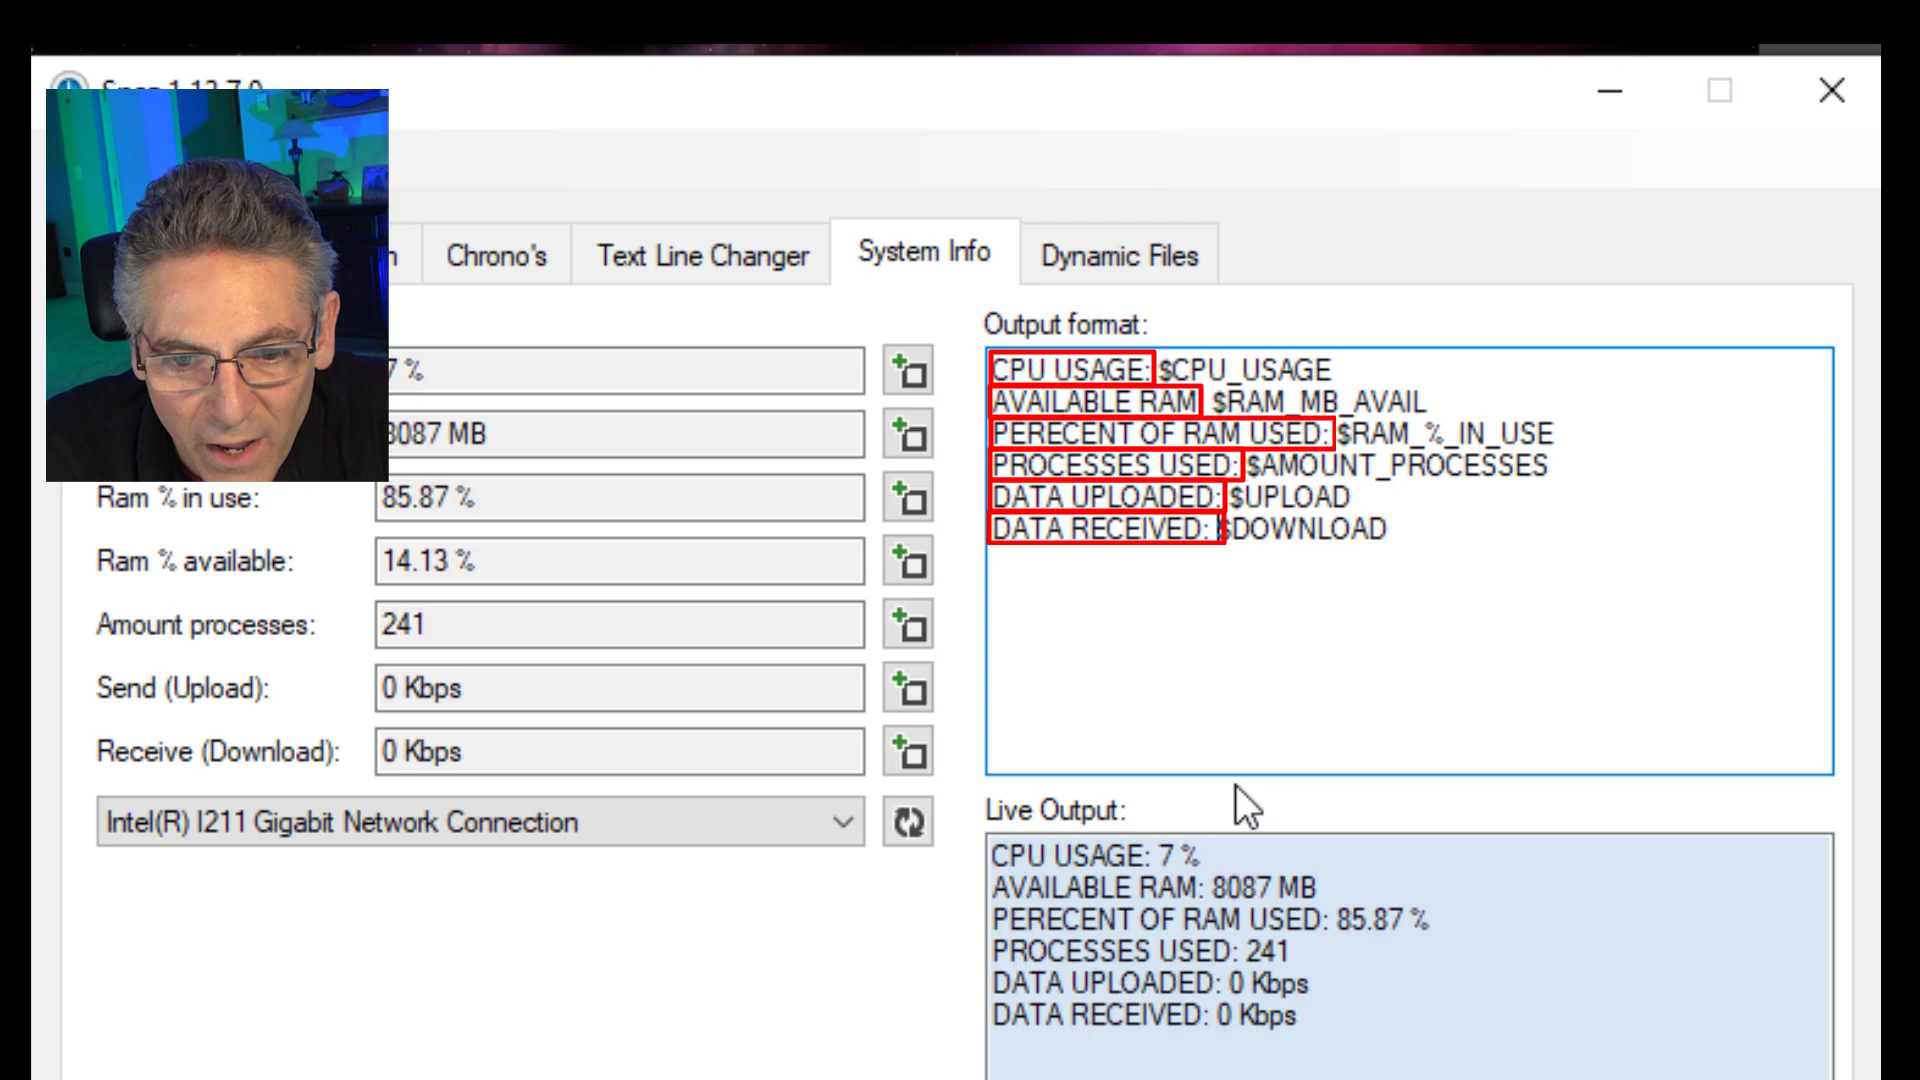 Chrono's
Text Line Changer
System Info
Dynamic Files
Output format:
7 %
CPU USAGE: $CPU_USAGE
AVAILABLE RAM: $RAM_MB_AVAIL
8087 MB
PERECENT OF RAM USED: $RAM_%_IN_USE
PROCESSES USED: $AMOUNT_PROCESSES
Ram % in use:
85.87 %
DATA UPLOADED: $UPLOAD
DATA RECEIVED: $DOWNLOAD
Ram % available:
14.13 %
Amount processes:
241
Send (Upload):
0 Kbps
Receive (Download):
0 Kbps
Intel(R) I211 Gigabit Network Connection
Live Output:
CPU USAGE: 7 %
AVAILABLE RAM: 8087 MB
PERECENT OF RAM USED: 85.87 %
PROCESSES USED: 241
DATA UPLOADED: 0 Kbps
DATA RECEIVED: 0 Kbps